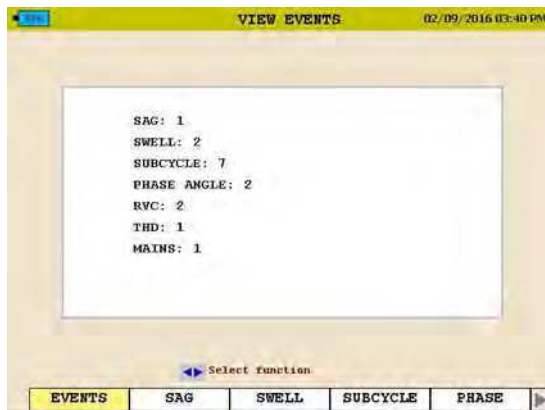 VIEW EVENTS 02/09/2016 03:40 PM
SAG: 1
SWELL: 2
SUBCYCLE: 7
PHASE ANGLE: 2
RVC: 2
THD: 1
MAINS: 1
Select function
EVENTS SAG SWELL SUBCYCLE PHASE